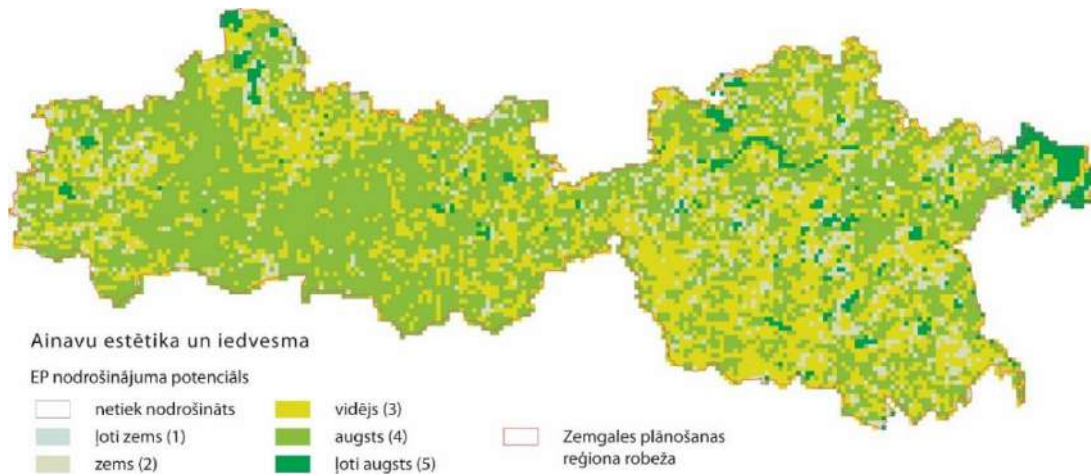 Ainavu estētika un iedvesma
EP nodrošinājuma potenciāls
netiek nodrošināts
ļoti zems (1)
zems (2)
vidējs (3)
augsts (4)
ļoti augsts (5)
Zemgales plānošanas
reģiona robeža